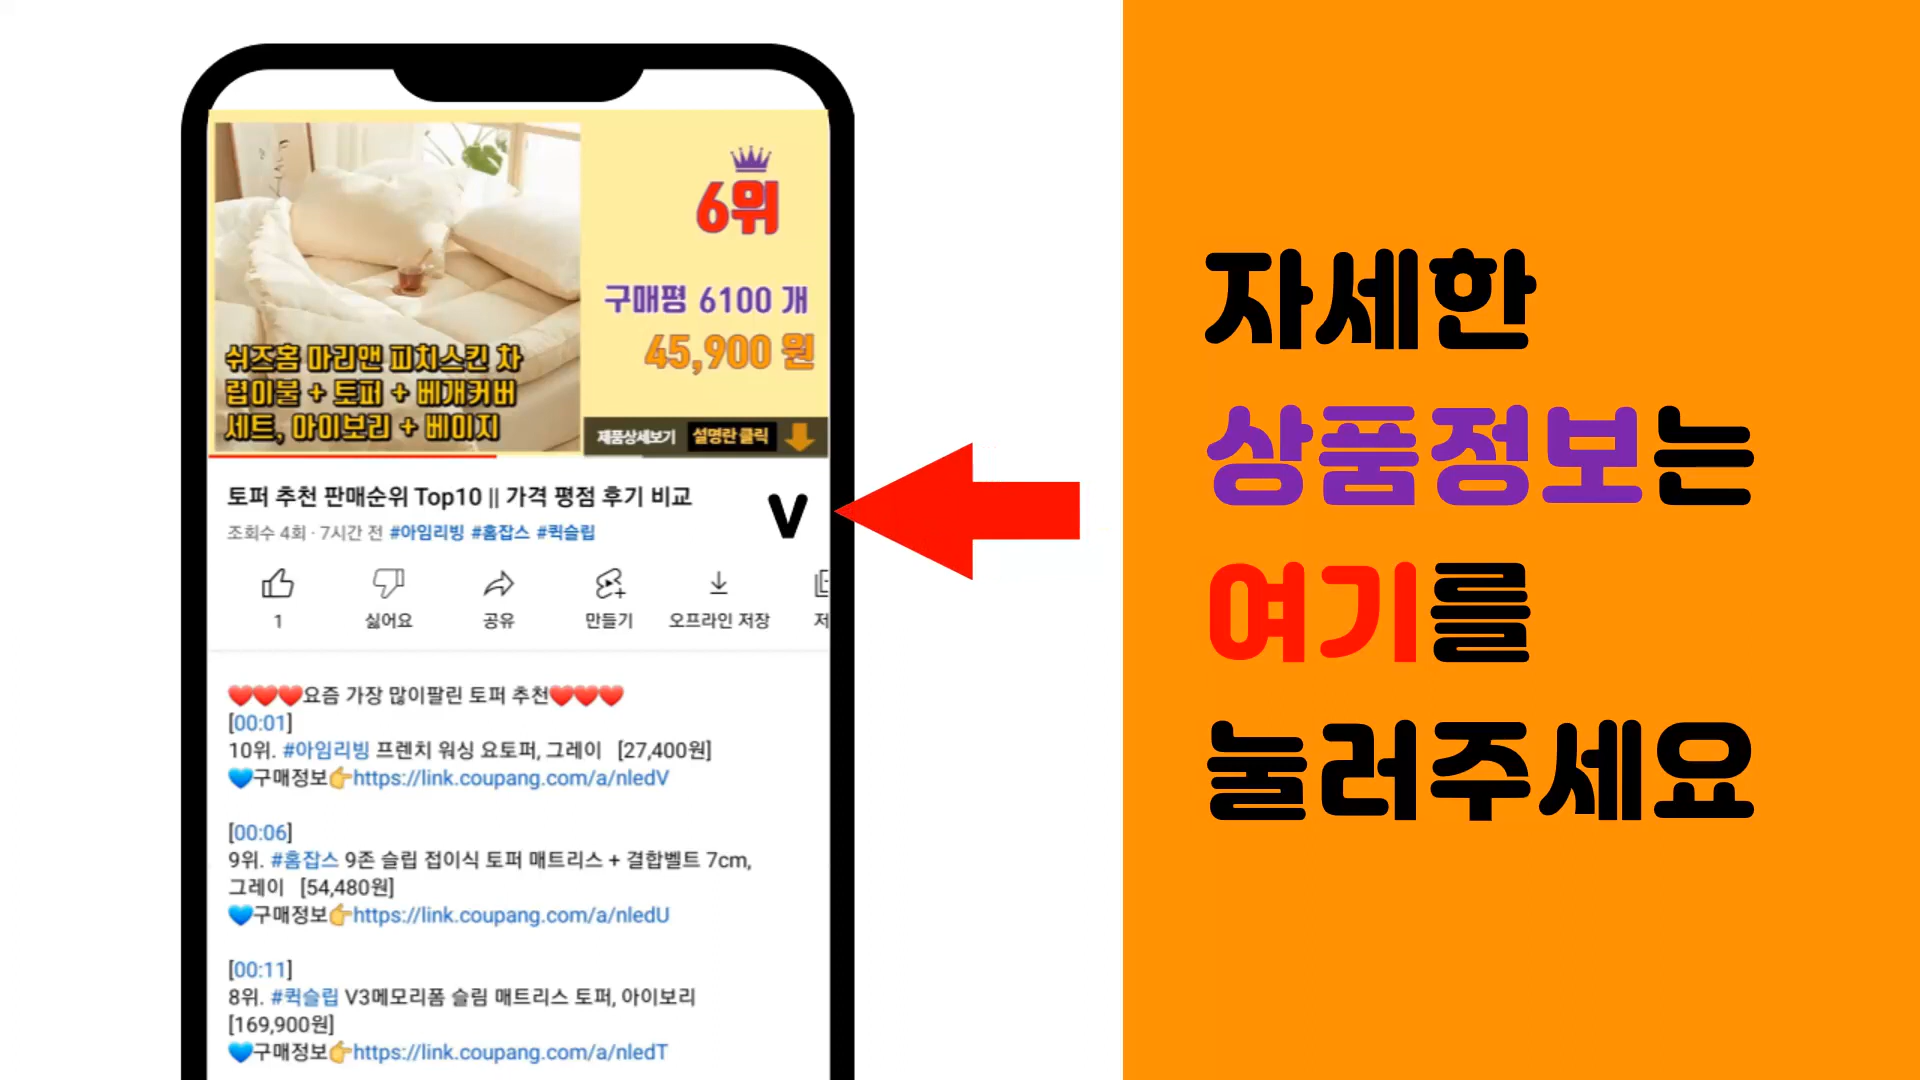 6위
구매평 6100 개
45,900 원
쉬즈홈 마리앤 피치스킨 차
렵이불 + 토퍼 + 베개커버
세트, 아이보리 + 베이지
제품상세보기 설명란 클릭
토퍼 추천 판매순위 Top10 || 가격 평점 후기 비교
V
조회수 4회 · 7시간 전 #아임리빙 #홈잡스 #퀵슬립
1 싫어요 공유 만들기 오프라인 저장 저
❤️❤️❤️요즘 가장 많이팔린 토퍼 추천❤️❤️❤️
[00:01]
10위. #아임리빙 프렌치 워싱 요토퍼, 그레이 [27,400원]
💙구매정보👉https://link.coupang.com/a/nledV
[00:06]
9위. #홈잡스 9존 슬립 접이식 토퍼 매트리스 + 결합벨트 7cm,
그레이 [54,480원]
💙구매정보👉https://link.coupang.com/a/nledU
[00:11]
8위. #퀵슬립 V3메모리폼 슬림 매트리스 토퍼, 아이보리
[169,900원]
💙구매정보👉https://link.coupang.com/a/nledT
자세한
상품정보는
여기를
눌러주세요